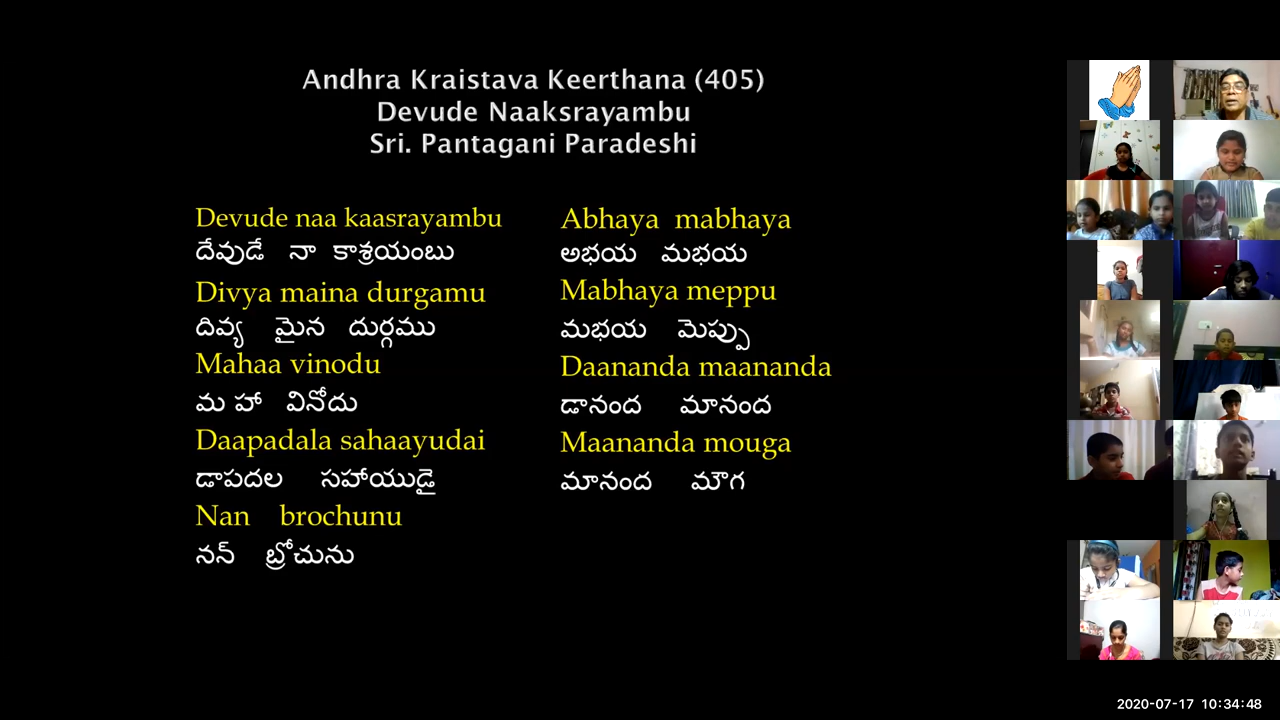 Andhra Kraistava Keerthana (405)
Devude Naaksrayambu
Sri. Pantagani Paradeshi
Devude naa kaasrayambu
దేవుడే నా కాశ్రయంబు
Divya maina durgamu
దివ్య మైన దుర్గము
Mahaa vinodu
మ హా వినోదు
Daapadala sahaayudai
డాపదల సహాయుడై
Nan brochunu
నన్ బ్రోచును
Abhaya mabhaya
అభయ మభయ
Mabhaya meppu
మభయ మెప్పు
Daananda maananda
డానంద మానంద
Maananda mouga
మానంద మౌగ
2020-07-17 10:34:48